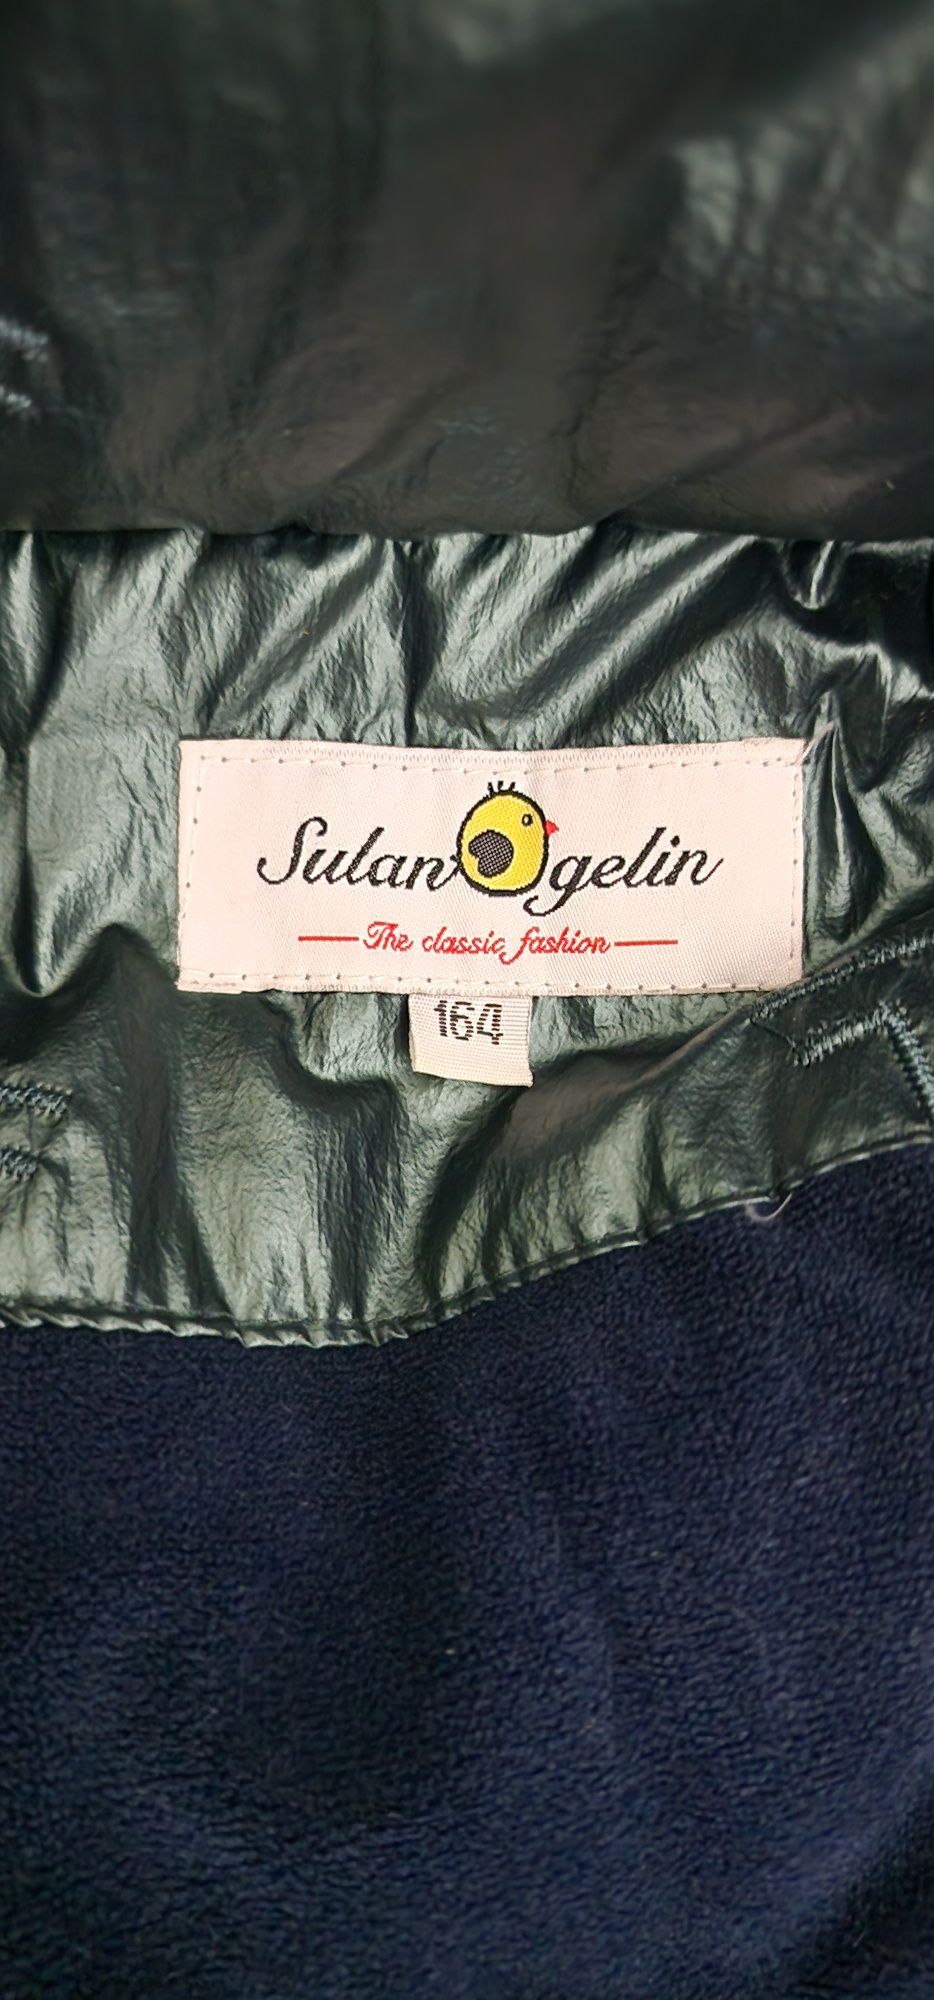 Sulan gelin
The classic fashion
164